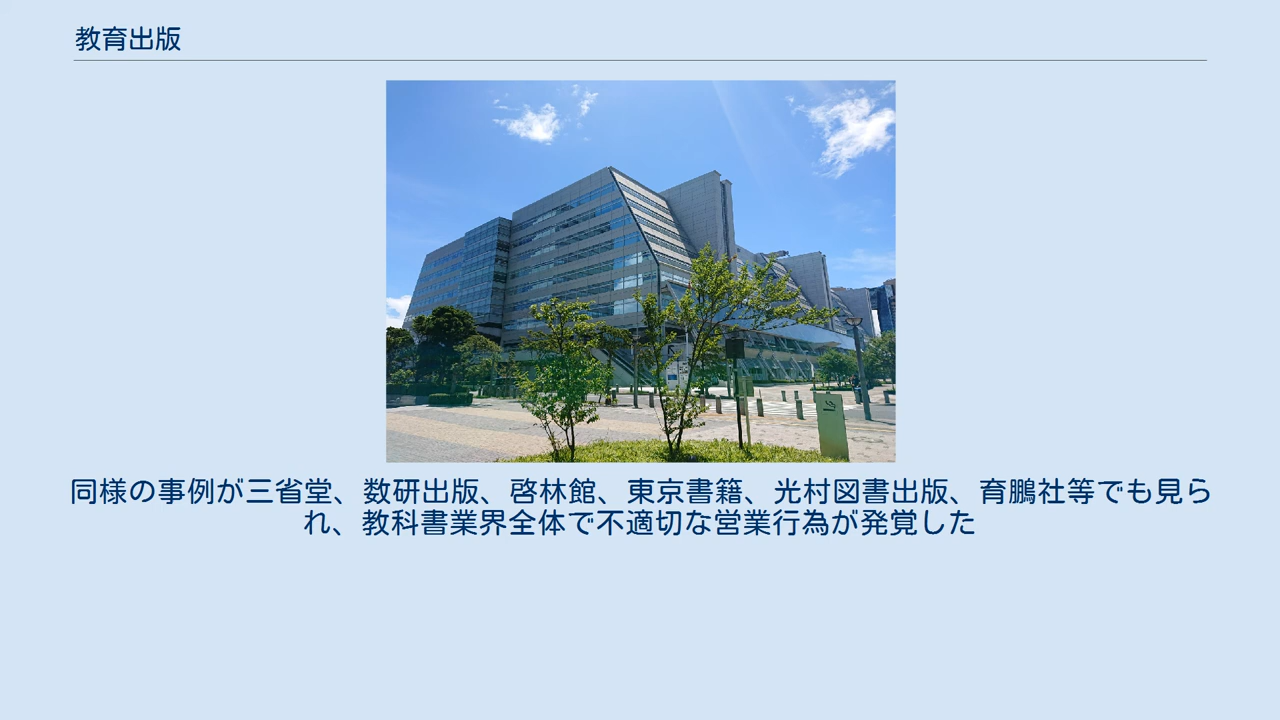 教育出版
同様の事例が三省堂、数研出版、啓林館、東京書籍、光村図書出版、育鵬社等でも見ら
れ、教科書業界全体で不適切な営業行為が発覚した